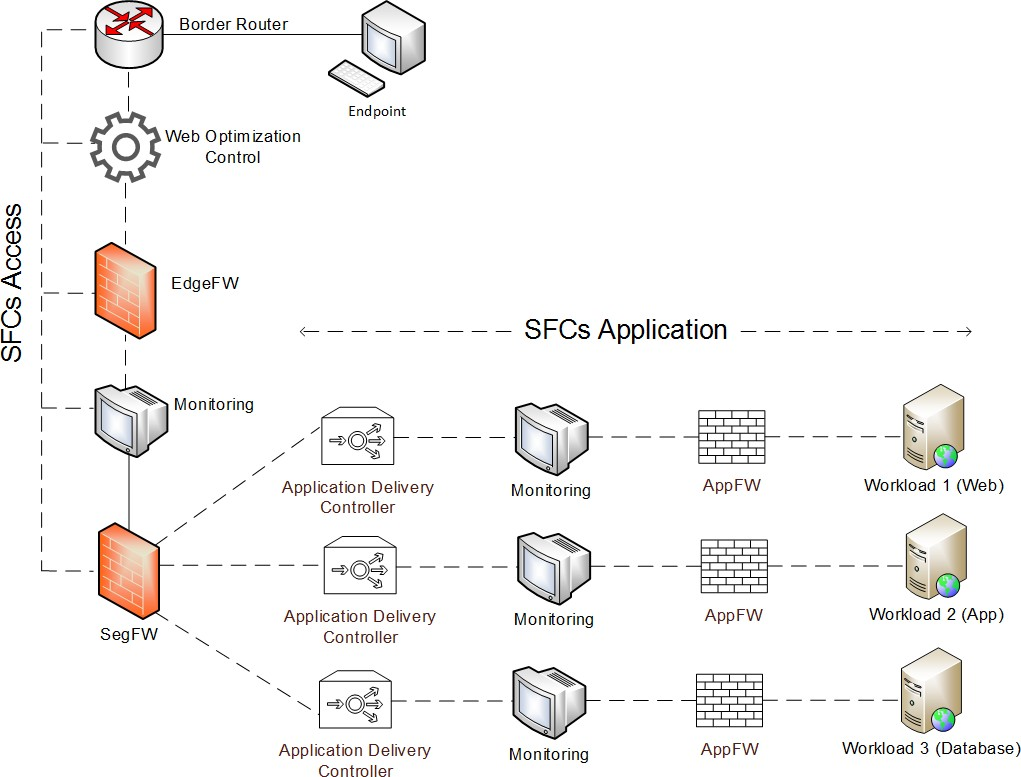 Border Router
Endpoint
Web Optimization
Control
SFCs Access
EdgeFW
SFCs Application
Monitoring
Application Delivery
Controller
Monitoring
AppFW
Workload 1 (Web)
SegFW
Application Delivery
Controller
Monitoring
AppFW
Workload 2 (App)
Application Delivery
Controller
Monitoring
AppFW
Workload 3 (Database)